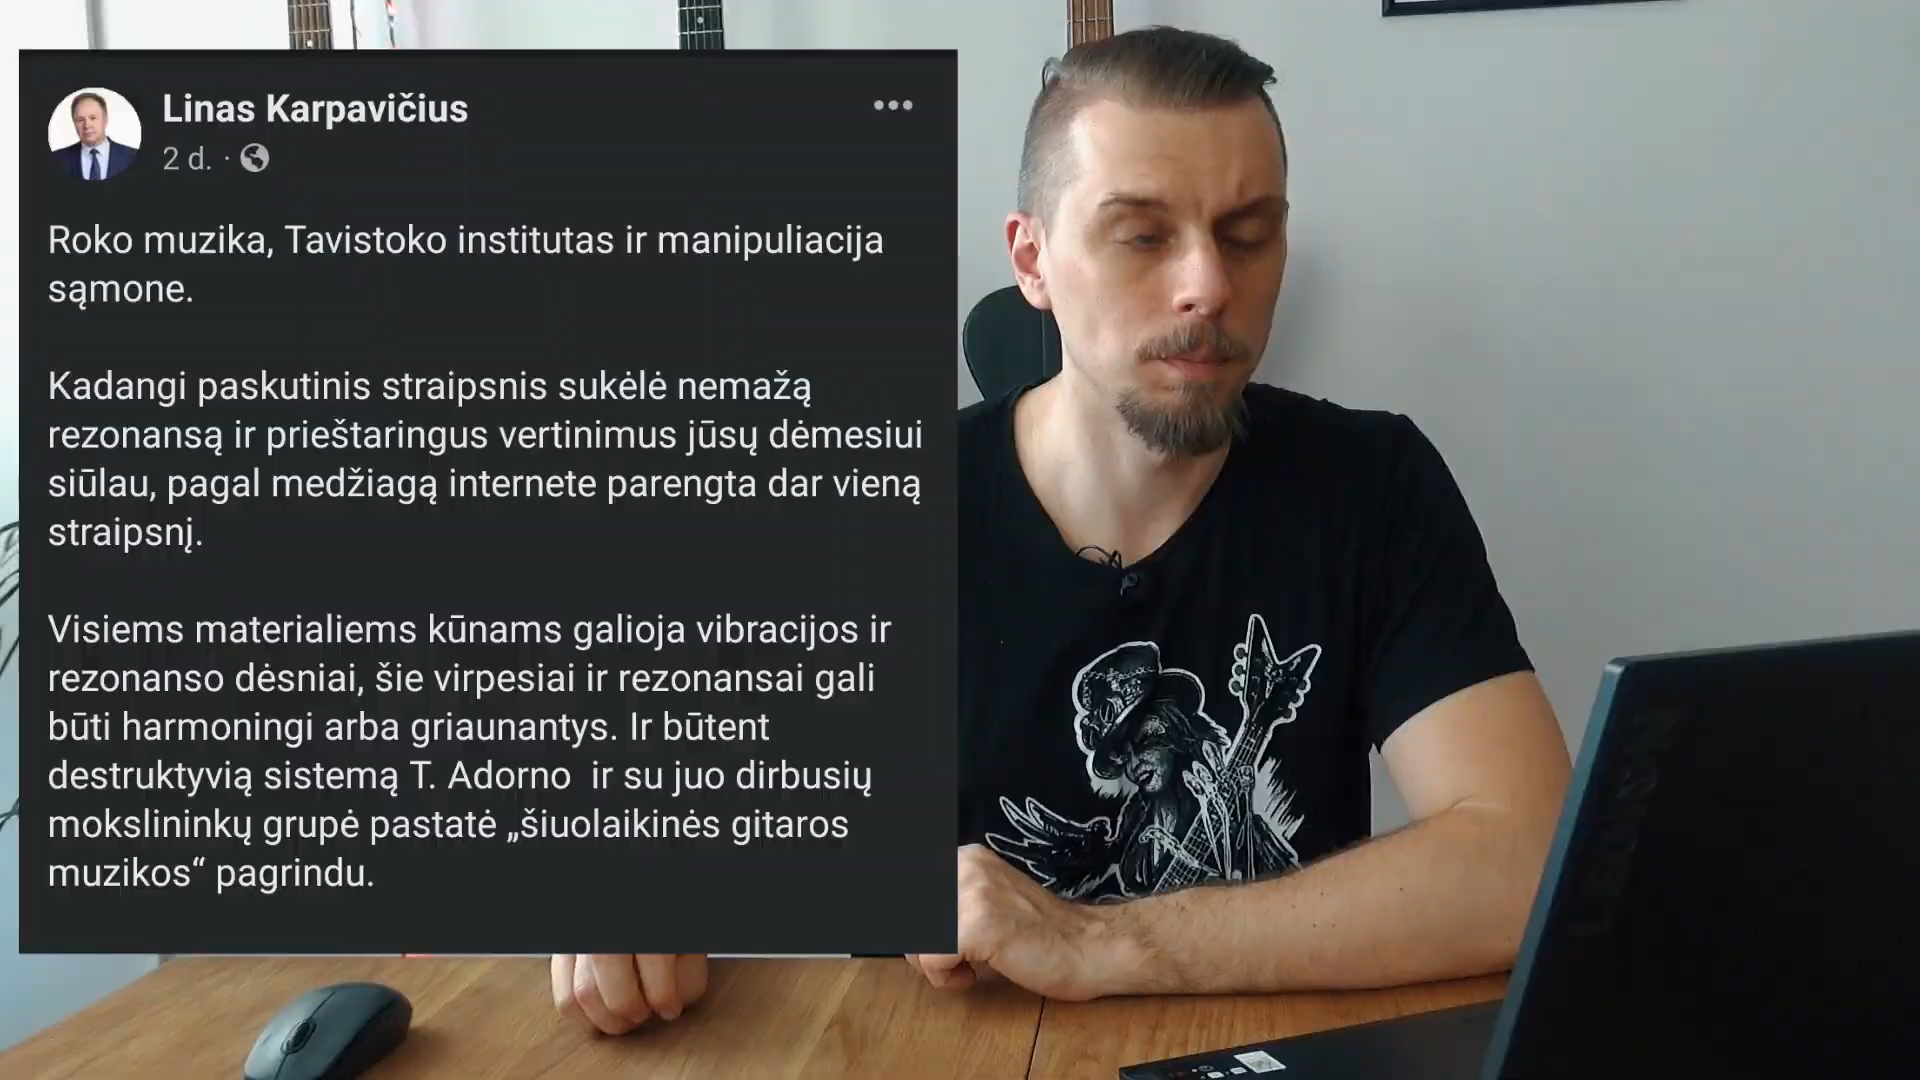 Linas Karpavičius
2 d. ·
Roko muzika, Tavistoko institutas ir manipuliacija
sąmone.
Kadangi paskutinis straipsnis sukėlė nemažą
rezonansą ir prieštaringus vertinimus jūsų dėmesiui
siūlau, pagal medžiagą internete parengta dar vieną
straipsnį.
Visiems materialiems kūnams galioja vibracijos ir
rezonanso dėsniai, šie virpesiai ir rezonansai gali
būti harmoningi arba griaunantys. Ir būtent
destruktyvią sistemą T. Adorno ir su juo dirbusių
mokslininkų grupė pastatė „šiuolaikinės gitaros
muzikos“ pagrindu.
LEGION